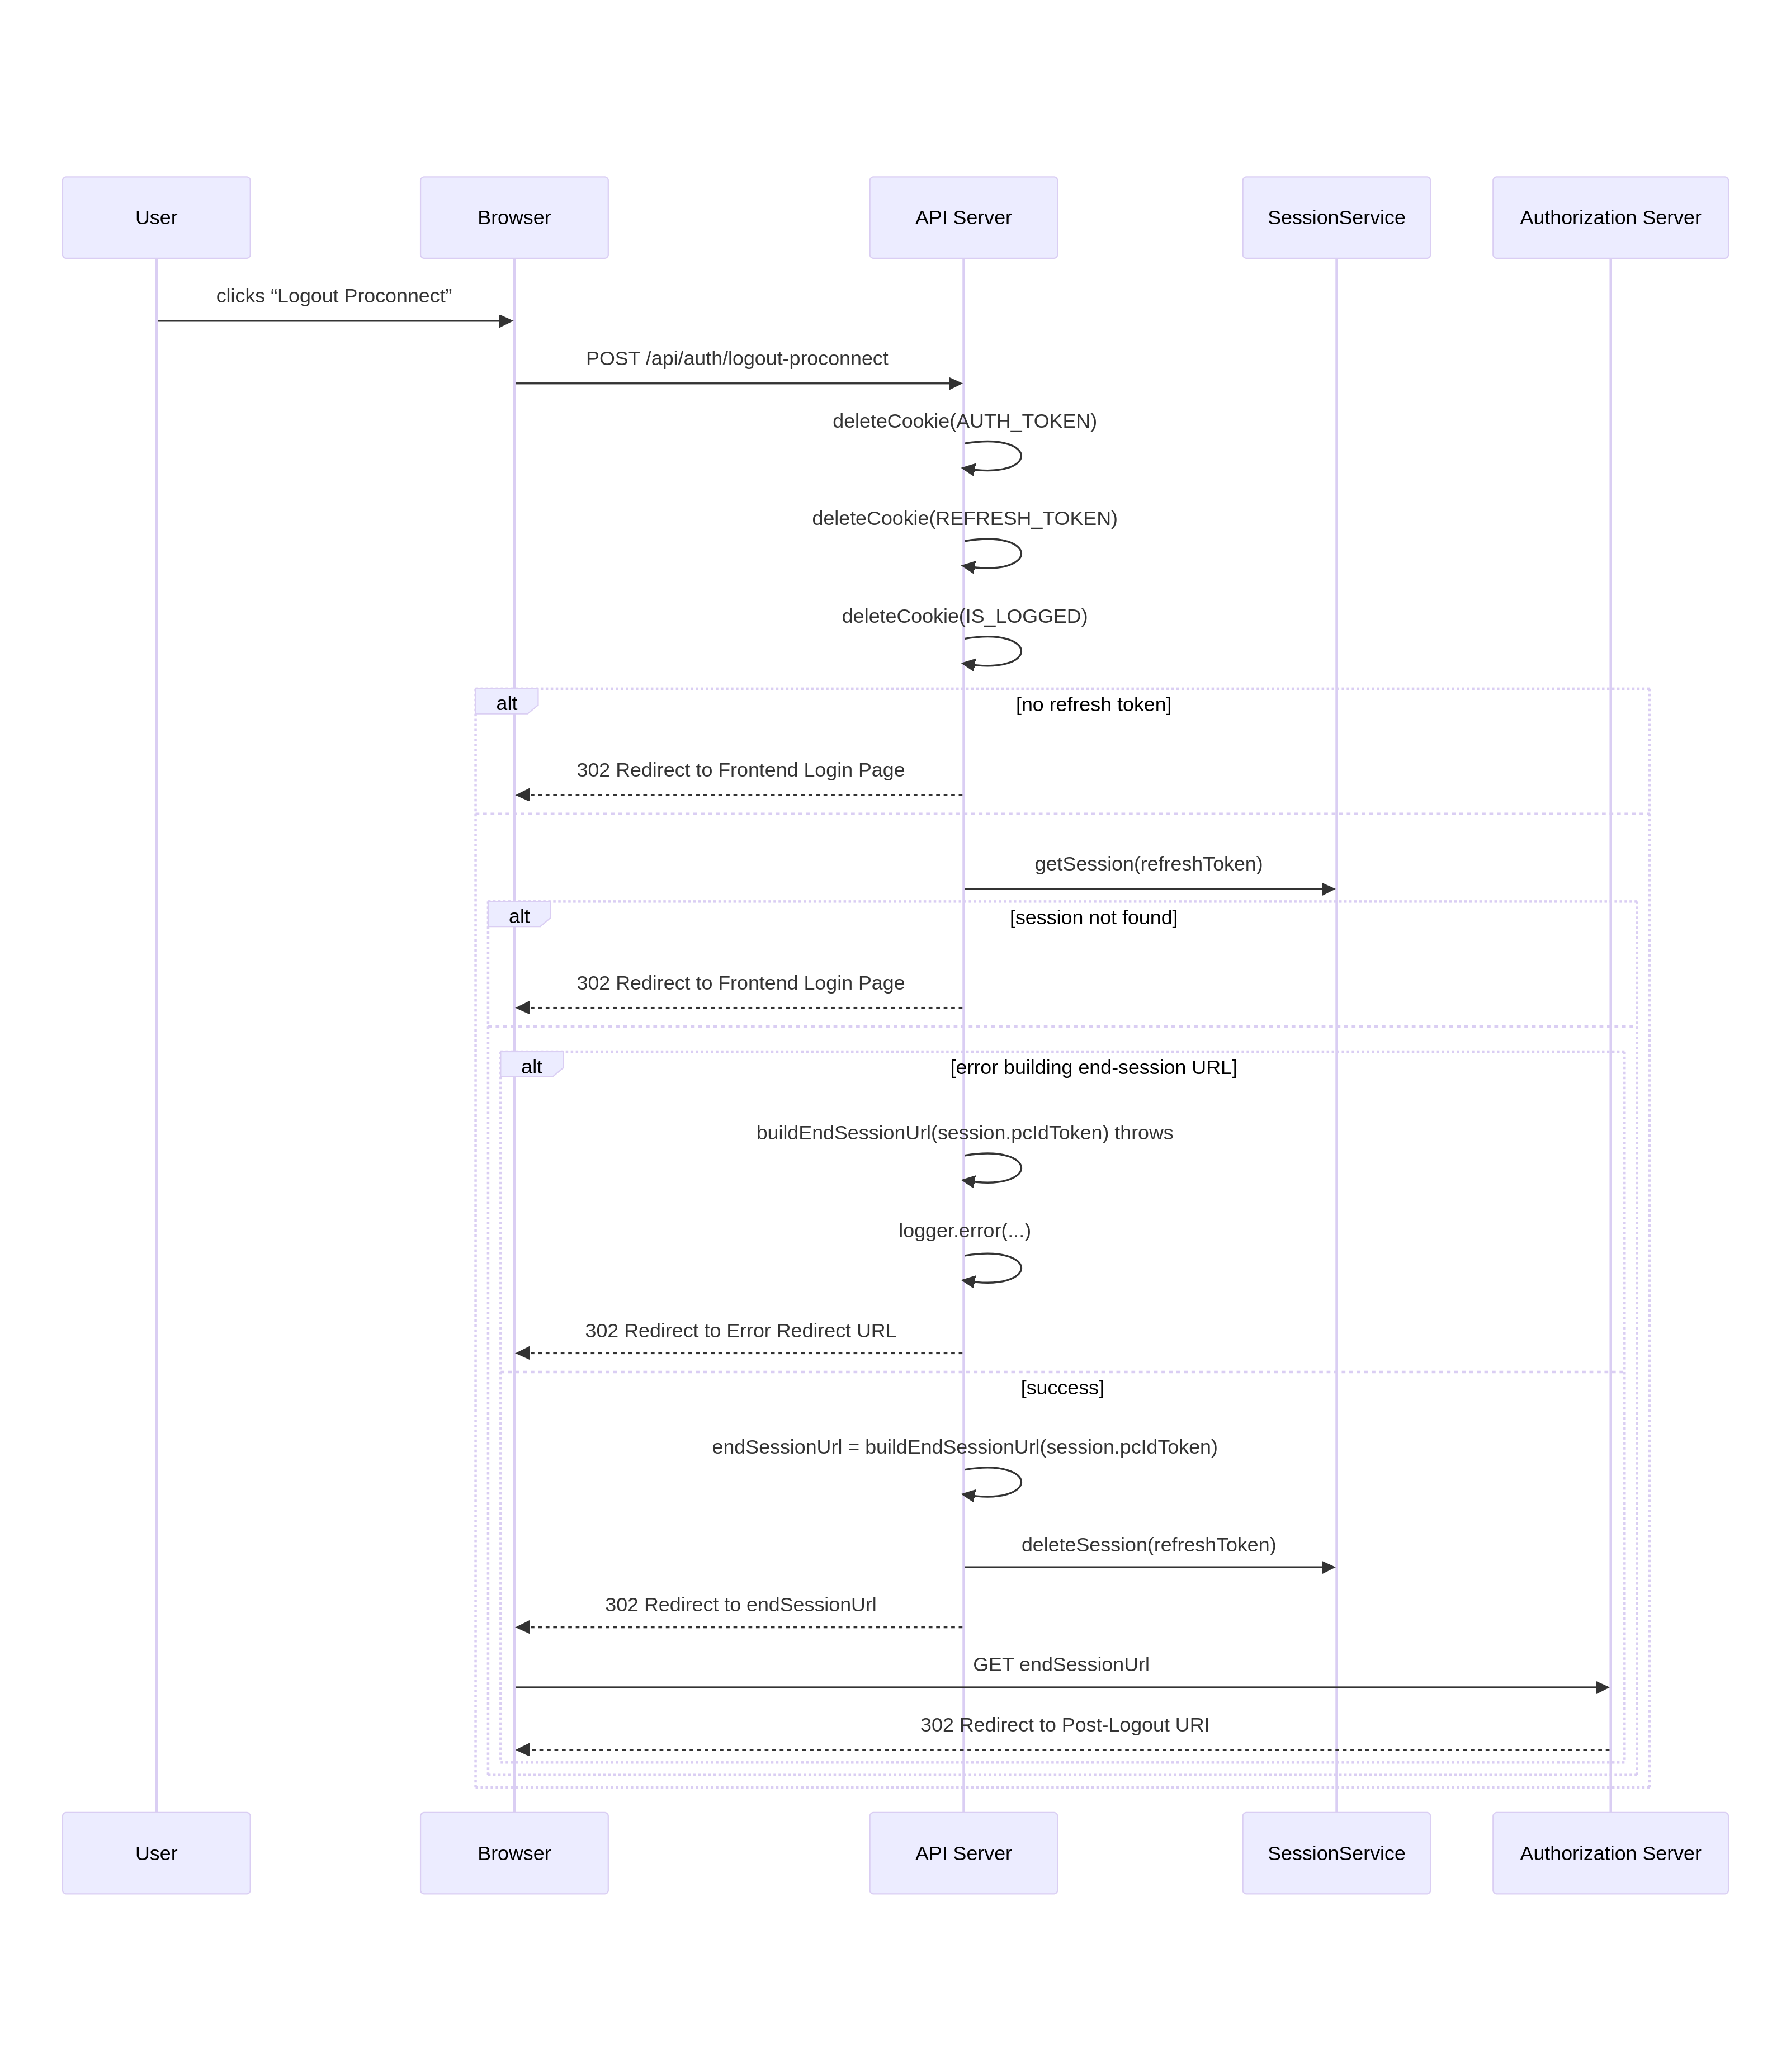 User
Browser
API Server
SessionService
Authorization Server
clicks “Logout Proconnect”
POST /api/auth/logout-proconnect
deleteCookie(AUTH_TOKEN)
deleteCookie(REFRESH_TOKEN)
deleteCookie(IS_LOGGED)
alt
[no refresh token]
302 Redirect to Frontend Login Page
getSession(refreshToken)
alt
[session not found]
302 Redirect to Frontend Login Page
alt
[error building end-session URL]
buildEndSessionUrl(session.pcIdToken) throws
logger.error(...)
302 Redirect to Error Redirect URL
[success]
endSessionUrl = buildEndSessionUrl(session.pcIdToken)
deleteSession(refreshToken)
302 Redirect to endSessionUrl
GET endSessionUrl
302 Redirect to Post-Logout URI
User
Browser
API Server
SessionService
Authorization Server